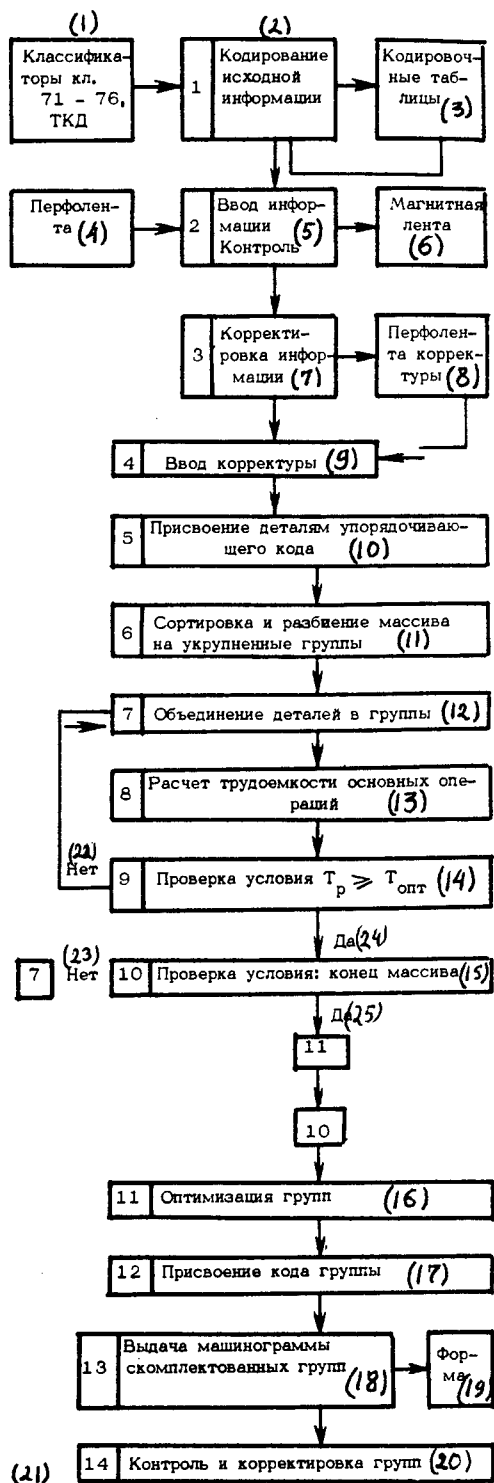 (1)
(2)
Классифика-
торы кл.
71 - 76,
ТКД
1
Кодирование
исходной
информации
Кодировоч-
ные таб-
лицы (3)
Перфолен-
та (4)
2
Ввод инфор-
мации (5)
Контроль
Магнитная
лента
(6)
3
Корректи-
ровка инфор-
мации (7)
Перфолен-
та коррек-
туры (8)
4
Ввод корректуры (9)
5
Присвоение деталям упорядочиваю-
щего кода (10)
6
Сортировка и разбиение массива
на укрупненные группы (11)
7
Объединение деталей в группы (12)
8
Расчет трудоемкости основных опе-
раций (13)
(22)
Нет
9
Проверка условия Tр ⩾ Tопт (14)
Да(24)
7
(23)
Нет
10
Проверка условия: конец массива(15)
Да(25)
11
10
11
Оптимизация групп (16)
12
Присвоение кода группы (17)
13
Выдача машинограммы
скомплектованных групп (18)
Фор-
ма(19)
14
Контроль и корректировка групп (20)
(21)